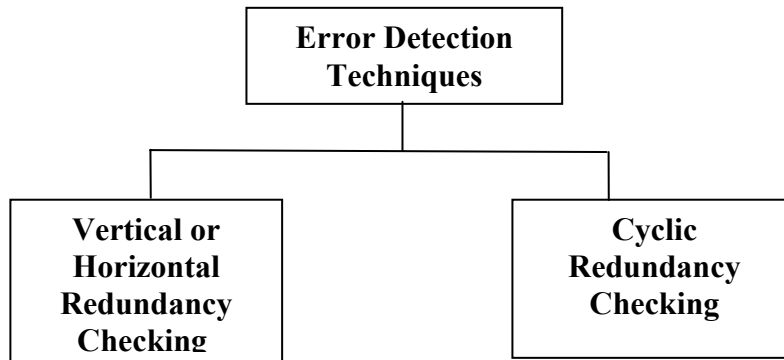 Error Detection
Techniques
Vertical or
Horizontal
Redundancy
Checking
Cyclic
Redundancy
Checking